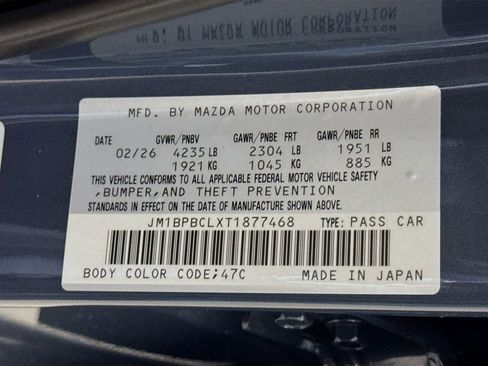 MFD. BY MAZDA MOTOR CORPORATION
GVWR/PNBV GAWR/PNBE FRT GAWR/PNBE RR
02/26 4235 LB 2304 LB 1951 LB
1921 KG 1045 KG 885 KG
THIS VEHICLE CONFORMS TO ALL APPLICABLE FEDERAL MOTOR VEHICLE SAFETY
,BUMPER,AND THEFT PREVENTION
STANDARDS IN EFFECT ON THE DATE OF MANUFACTURE SHOWN ABOVE.
JM1BPBCLXT1877468 TYPE: PASS CAR
BODY COLOR CODE;47C MADE IN JAPAN